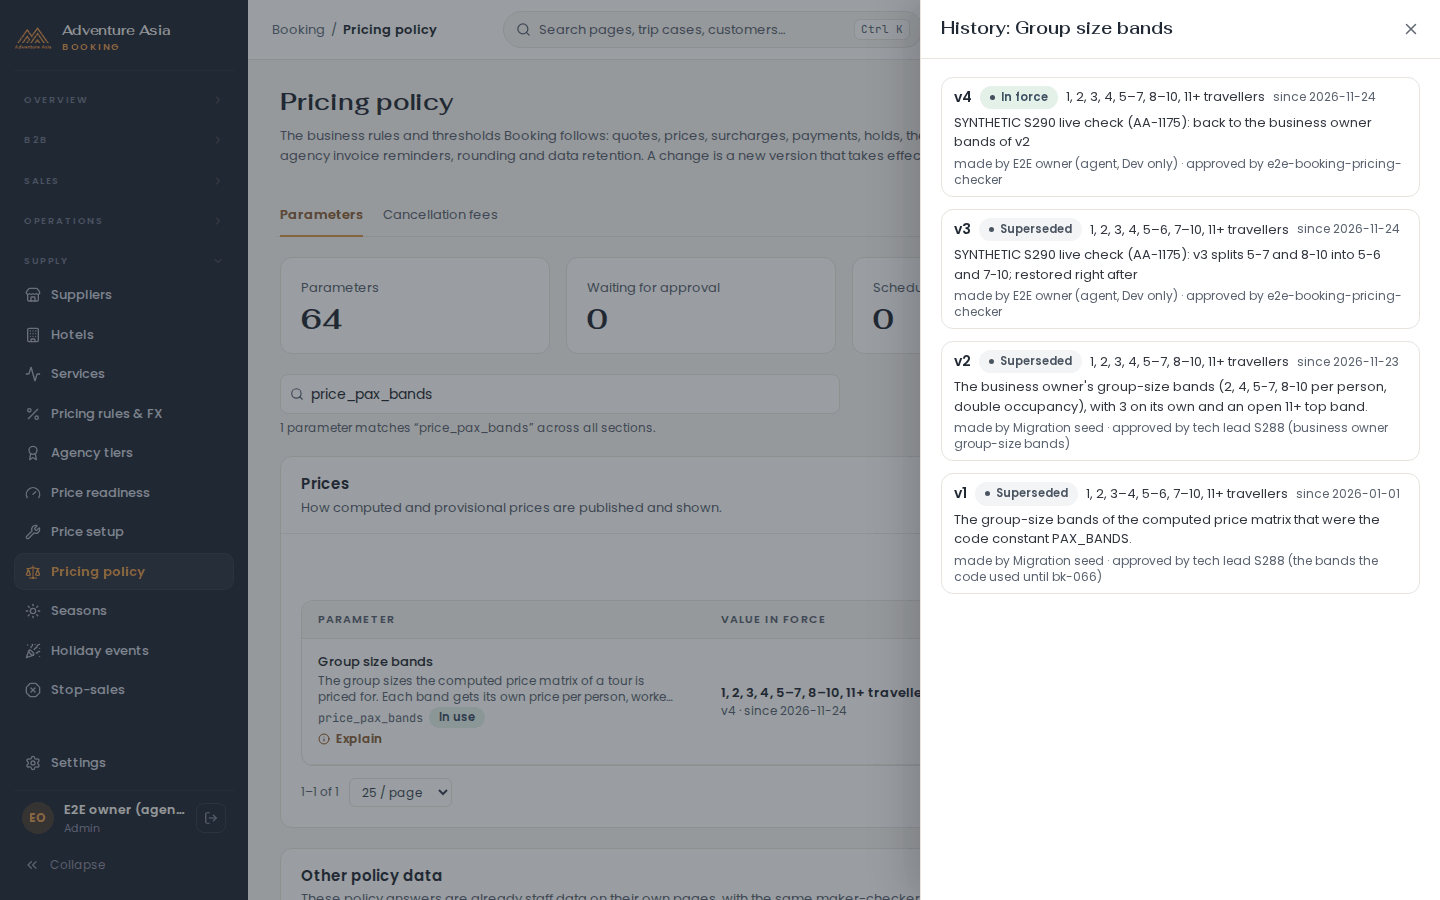 Adventure Asia
BOOKING
OVERVIEW
B2B
SALES
OPERATIONS
SUPPLY
Suppliers
Hotels
Services
Pricing rules & FX
Agency tiers
Price readiness
Price setup
Pricing policy
Seasons
Holiday events
Stop-sales
Settings
EO
E2E owner (agen...
Admin
Collapse
Booking / Pricing policy
Search pages, trip cases, customers...
Ctrl K
Pricing policy
The business rules and thresholds Booking follows: quotes, prices, surcharges, payments, holds, th
agency invoice reminders, rounding and data retention. A change is a new version that takes effec
Parameters
Cancellation fees
Parameters
64
Waiting for approval
0
Schedu
0
price_pax_bands
1 parameter matches “price_pax_bands” across all sections.
Prices
How computed and provisional prices are published and shown.
PARAMETER
VALUE IN FORCE
Group size bands
The group sizes the computed price matrix of a tour is
priced for. Each band gets its own price per person, worke...
price_pax_bands
In use
Explain
1, 2, 3, 4, 5–7, 8–10, 11+ travelle
v4 · since 2026-11-24
1–1 of 1
25 / page
Other policy data
These policy answers are already staff data on their own pages, with the same maker-checker
History: Group size bands
v4 In force 1, 2, 3, 4, 5–7, 8–10, 11+ travellers since 2026-11-24
SYNTHETIC S290 live check (AA-1175): back to the business owner
bands of v2
made by E2E owner (agent, Dev only) · approved by e2e-booking-pricing-
checker
v3 Superseded 1, 2, 3, 4, 5–6, 7–10, 11+ travellers since 2026-11-24
SYNTHETIC S290 live check (AA-1175): v3 splits 5-7 and 8-10 into 5-6
and 7-10; restored right after
made by E2E owner (agent, Dev only) · approved by e2e-booking-pricing-
checker
v2 Superseded 1, 2, 3, 4, 5–7, 8–10, 11+ travellers since 2026-11-23
The business owner's group-size bands (2, 4, 5-7, 8-10 per person,
double occupancy), with 3 on its own and an open 11+ top band.
made by Migration seed · approved by tech lead S288 (business owner
group-size bands)
v1 Superseded 1, 2, 3–4, 5–6, 7–10, 11+ travellers since 2026-01-01
The group-size bands of the computed price matrix that were the
code constant PAX_BANDS.
made by Migration seed · approved by tech lead S288 (the bands the
code used until bk-066)